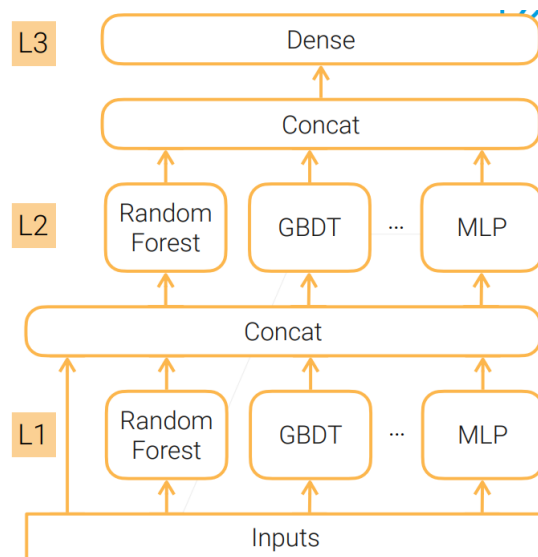 L3
Dense
Concat
L2
Random
Forest
GBDT
...
MLP
Concat
L1
Random
Forest
GBDT
...
MLP
Inputs